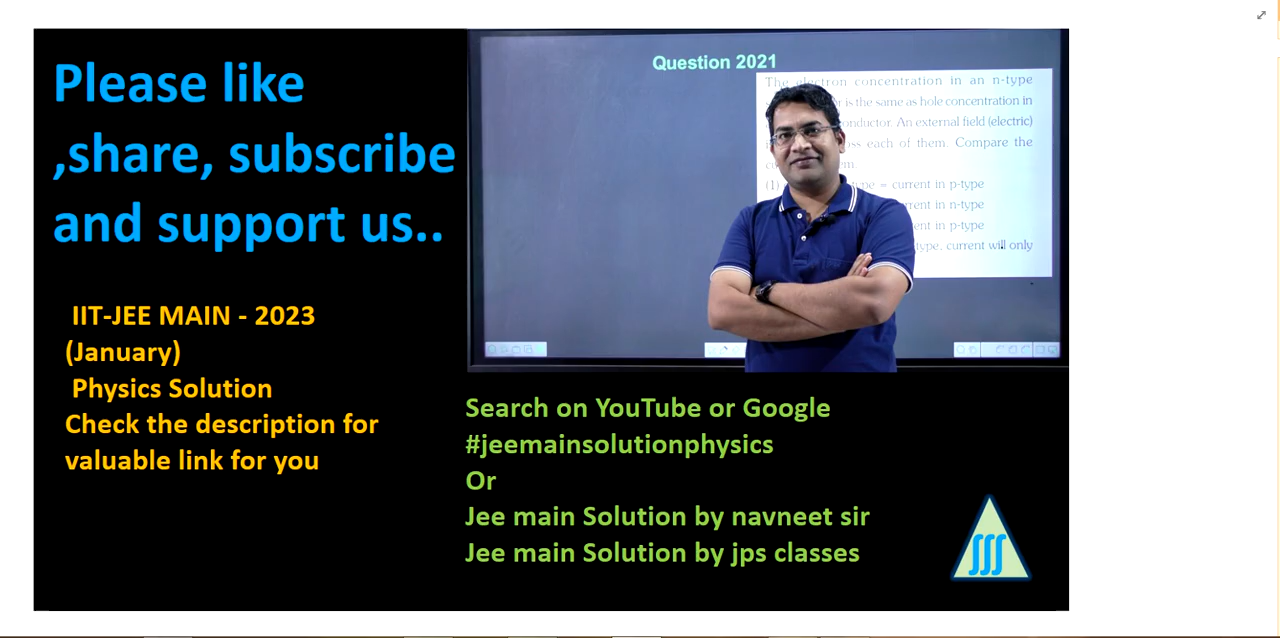 Please like
,share, subscribe
and support us..
IIT-JEE MAIN - 2023
(January)
Physics Solution
Check the description for
valuable link for you
Question 2021
The electron concentration in an n-type
is the same as hole concentration in
An external field (electric)
each of them. Compare the
(1) = current in p-type
in n-type
in p-type
current will only
Search on YouTube or Google
#jeemainsolutionphysics
Or
Jee main Solution by navneet sir
Jee main Solution by jps classes
∫∫∫